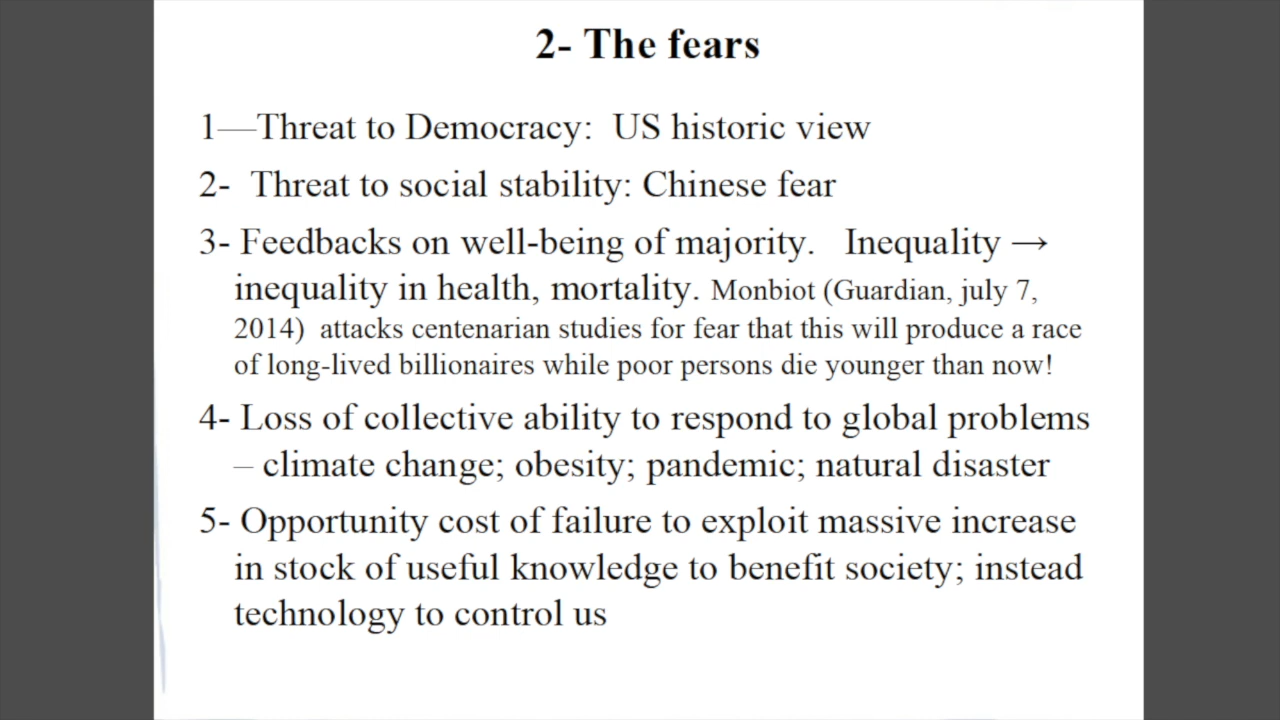 2- The fears
1—Threat to Democracy:  US historic view
2-  Threat to social stability: Chinese fear
3- Feedbacks on well-being of majority.   Inequality →
inequality in health, mortality. Monbiot (Guardian, july 7,
2014)  attacks centenarian studies for fear that this will produce a race
of long-lived billionaires while poor persons die younger than now!
4- Loss of collective ability to respond to global problems
– climate change; obesity; pandemic; natural disaster
5- Opportunity cost of failure to exploit massive increase
in stock of useful knowledge to benefit society; instead
technology to control us